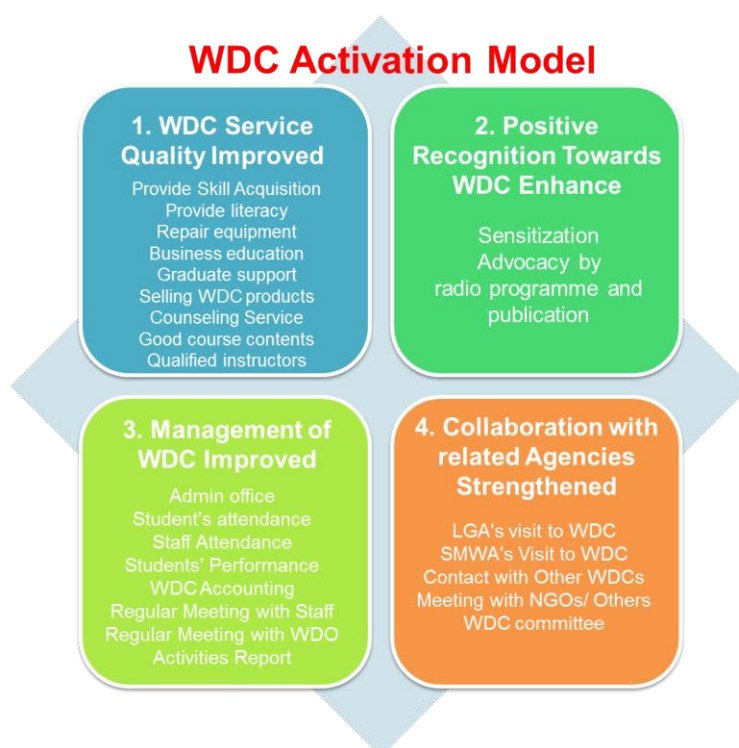 WDC Activation Model
1. WDC Service
Quality Improved
Provide Skill Acquisition
Provide literacy
Repair equipment
Business education
Graduate support
Selling WDC products
Counseling Service
Good course contents
Qualified instructors
2. Positive
Recognition Towards
WDC Enhance
Sensitization
Advocacy by
radio programme and
publication
3. Management of
WDC Improved
Admin office
Student's attendance
Staff Attendance
Students' Performance
WDC Accounting
Regular Meeting with Staff
Regular Meeting with WDO
Activities Report
4. Collaboration with
related Agencies
Strengthened
LGA's visit to WDC
SMWA's Visit to WDC
Contact with Other WDCs
Meeting with NGOs/ Others
WDC committee